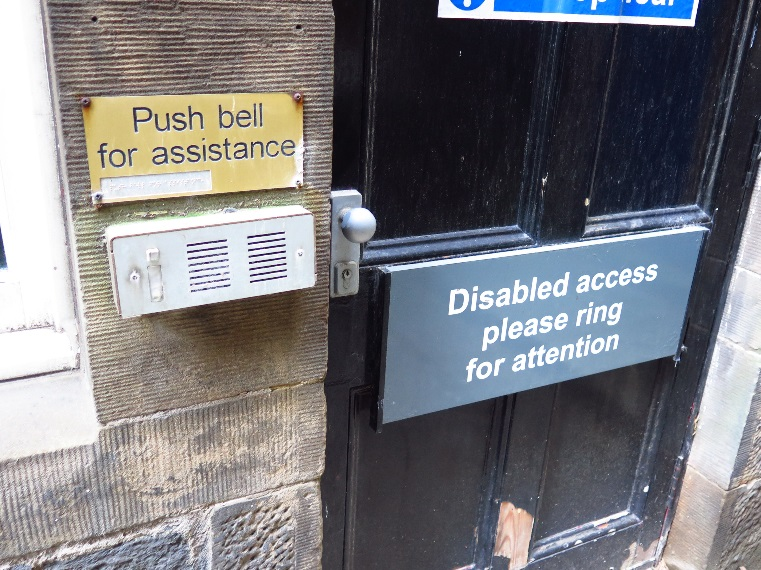 Push bell
for assistance
Disabled access
please ring
for attention